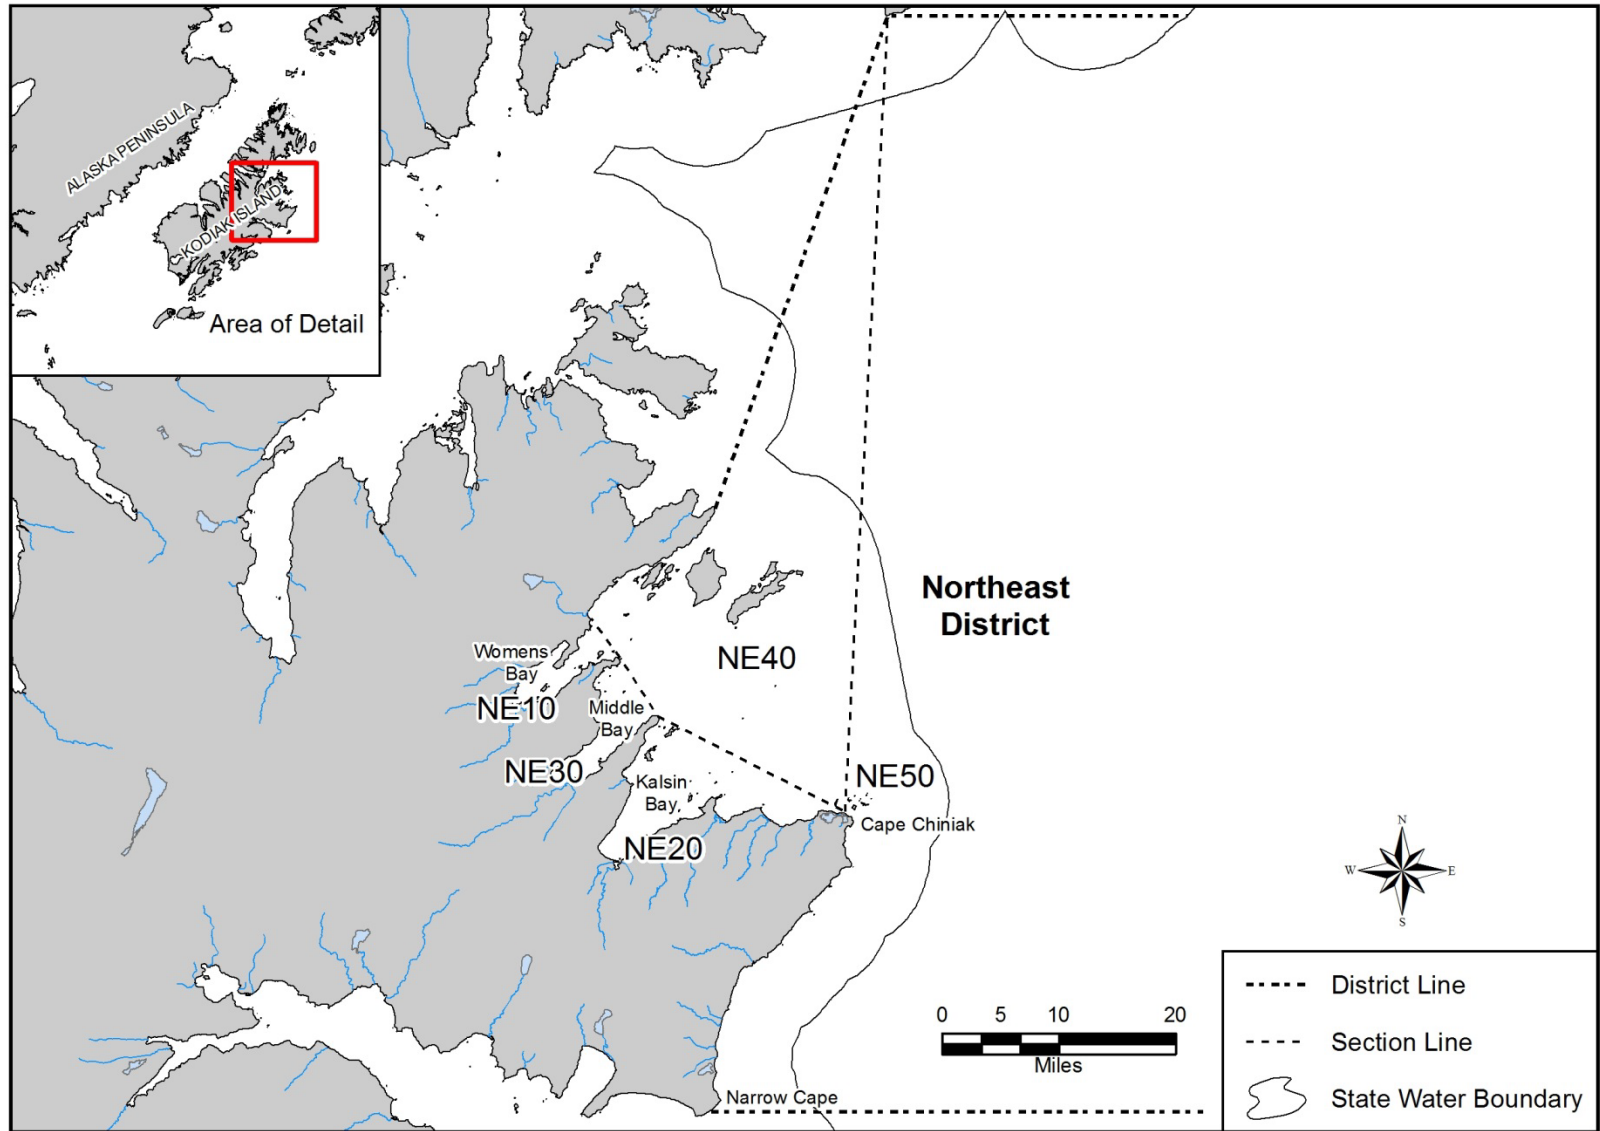 ALASKA PENINSULA
KODIAK ISLAND
Area of Detail
Northeast
District
Womens
Bay
NE40
NE10
Middle
Bay
NE30
NE50
Kalsin
Bay
Cape Chiniak
NE20
N
W E
S
0 5 10 20
Miles
Narrow Cape
District Line
Section Line
State Water Boundary